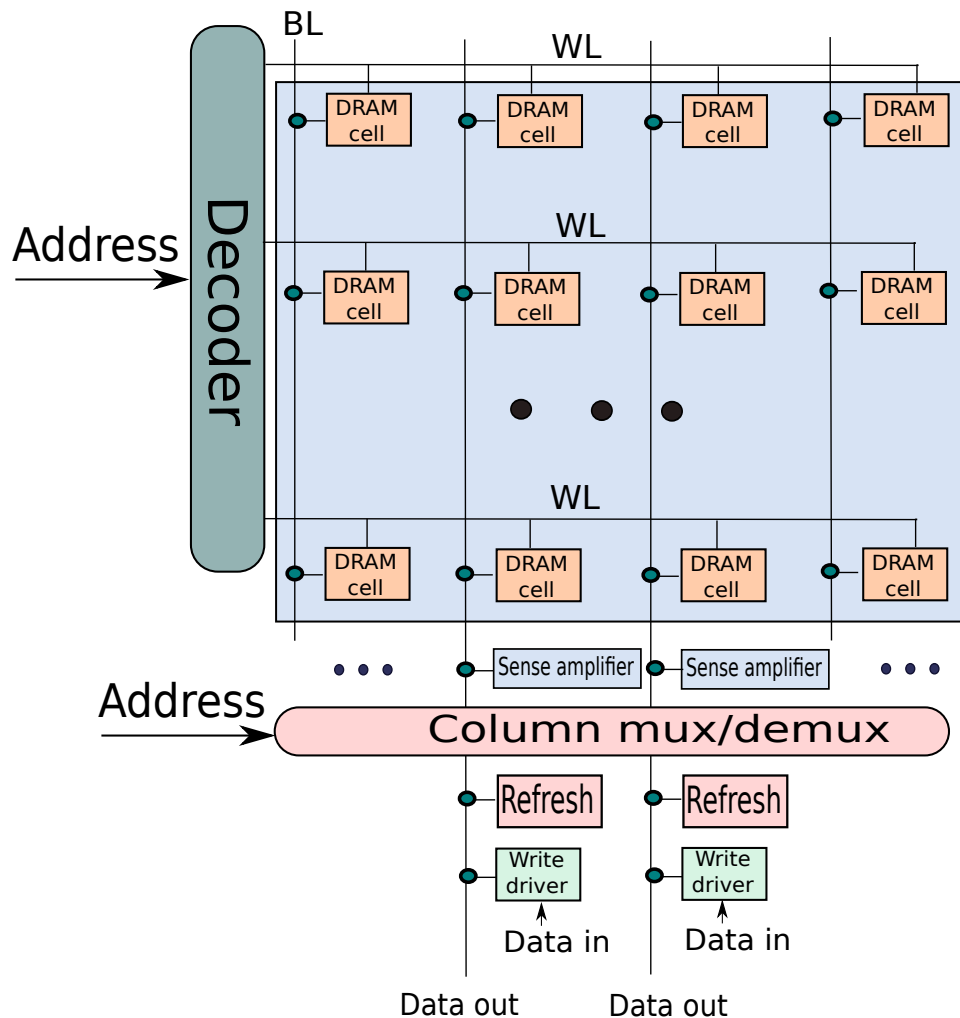 BL
WL
DRAM
cell
DRAM
cell
DRAM
cell
DRAM
cell
Address
Decoder
WL
DRAM
cell
DRAM
cell
DRAM
cell
DRAM
cell
WL
DRAM
cell
DRAM
cell
DRAM
cell
DRAM
cell
Sense amplifier
Sense amplifier
Address
Column mux/demux
Refresh
Refresh
Write
driver
Write
driver
Data in
Data in
Data out
Data out